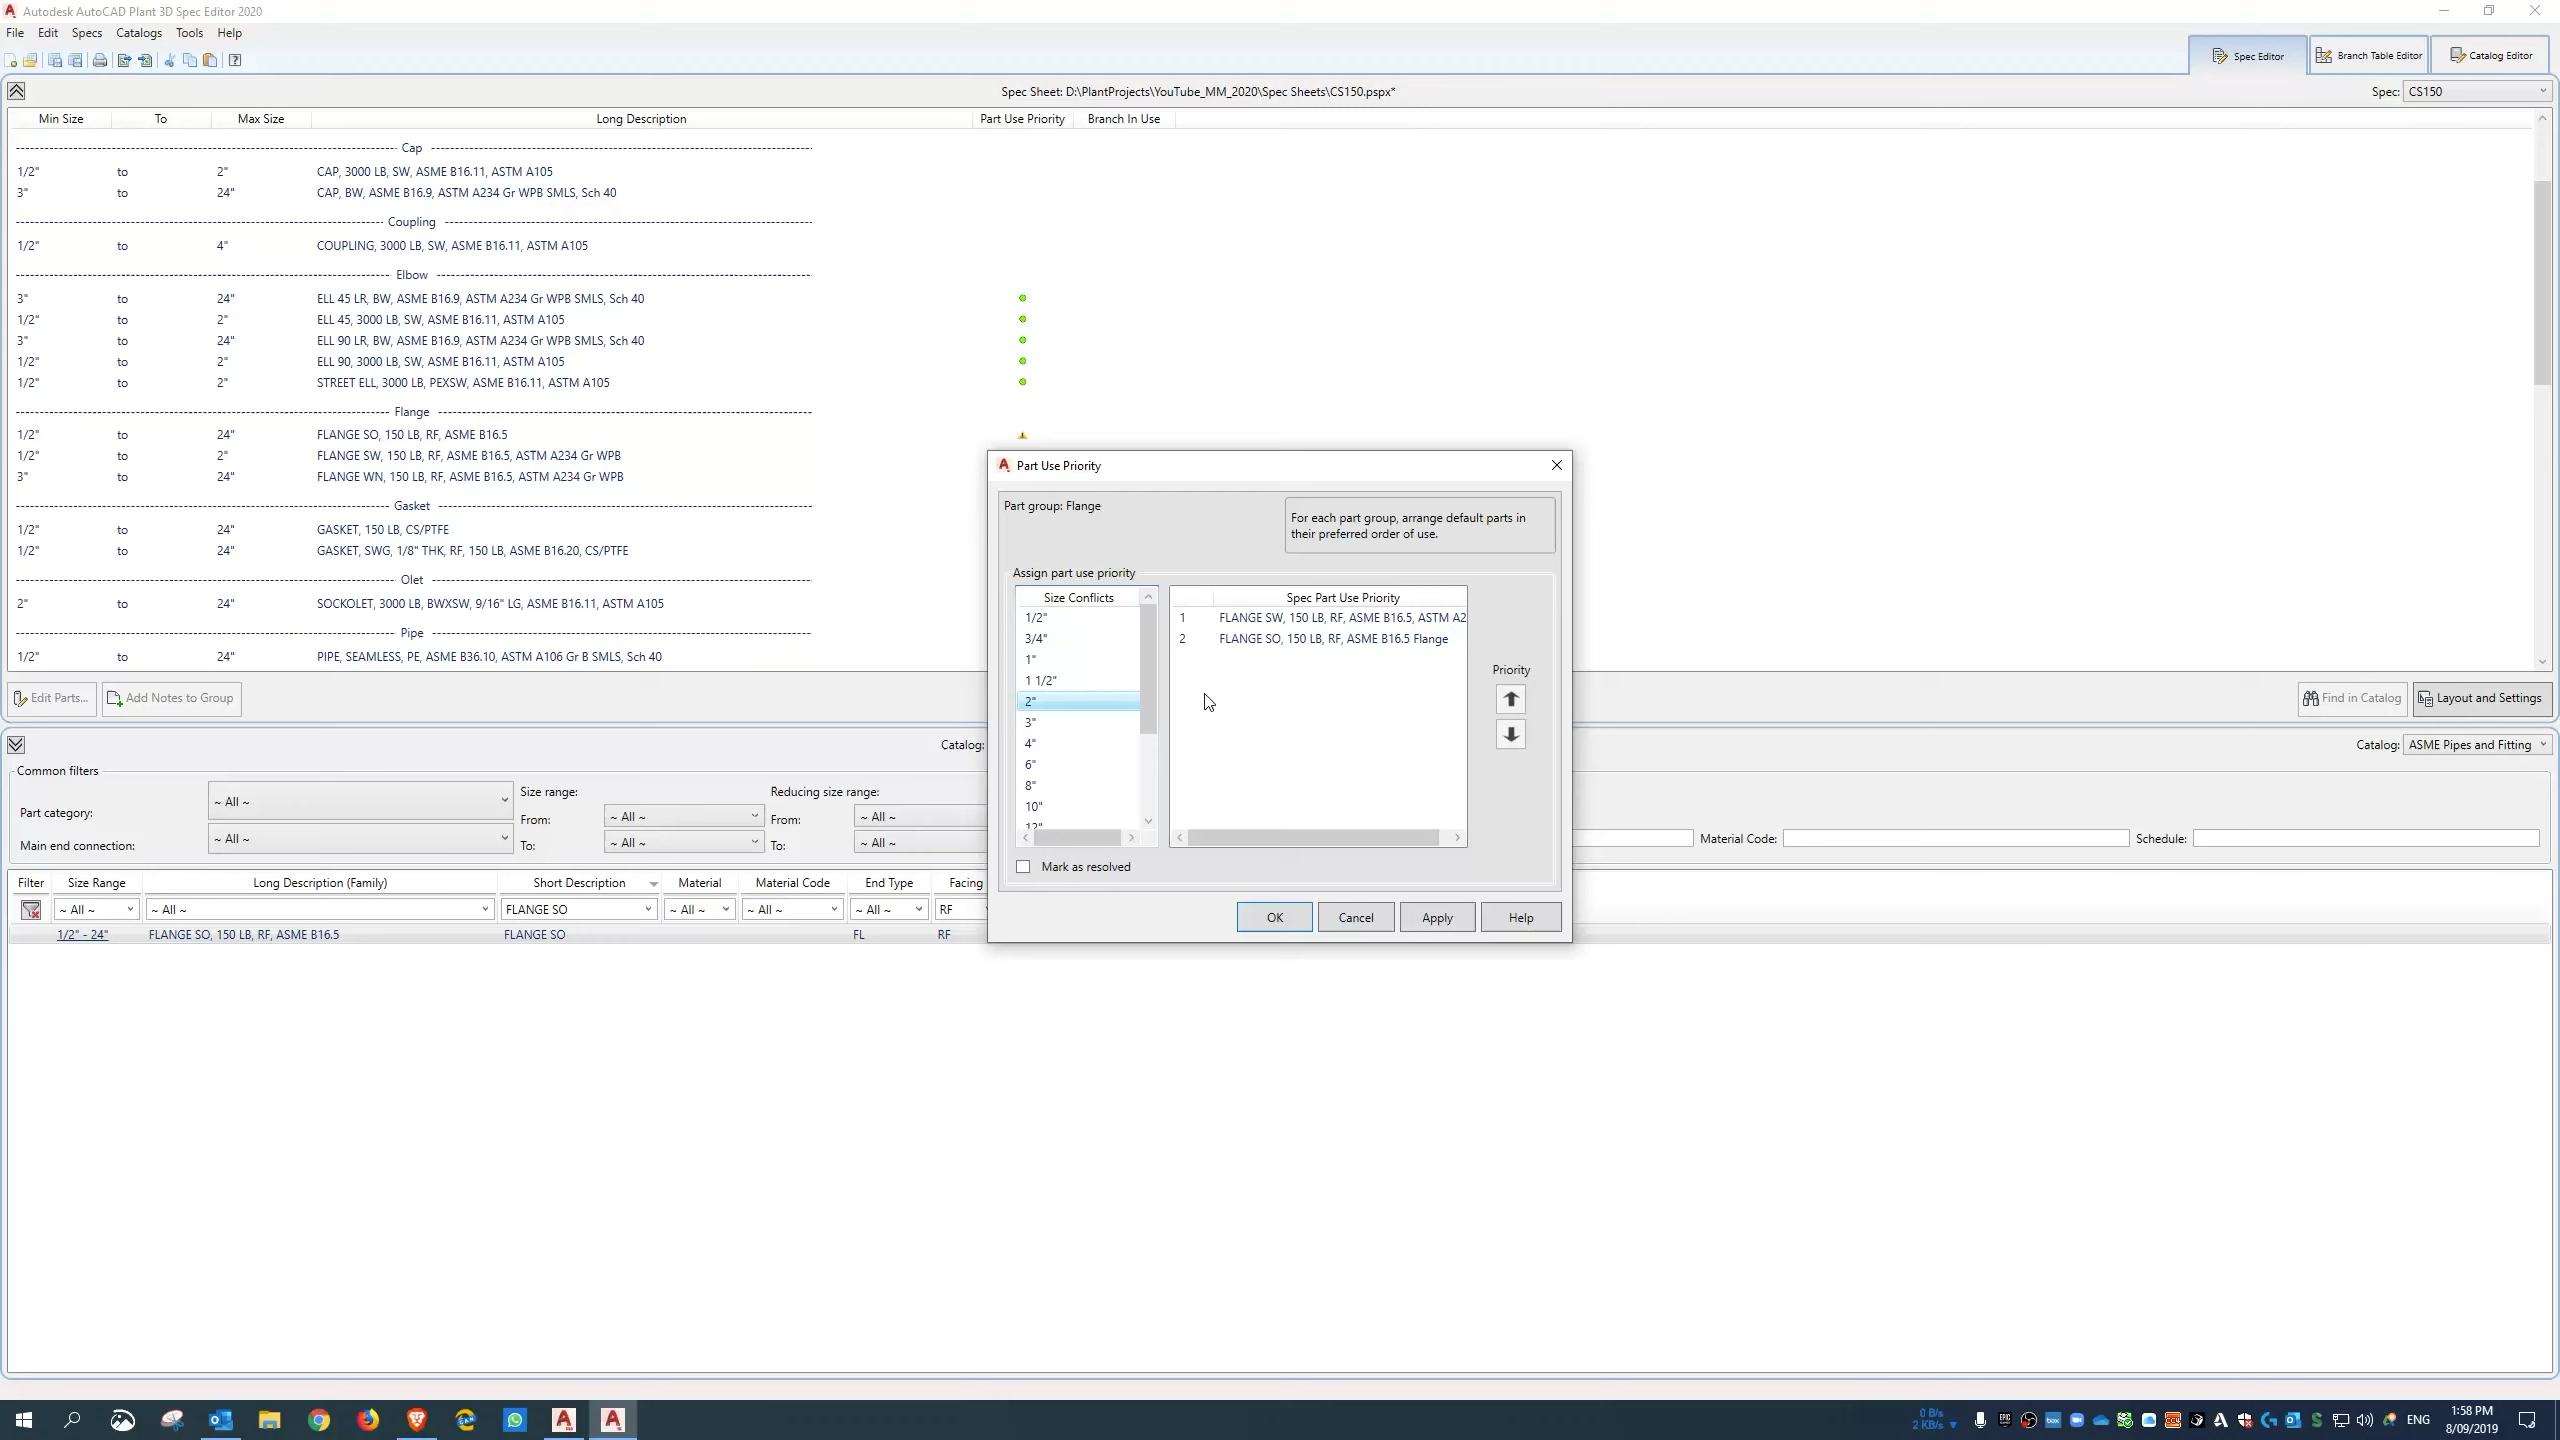 Autodesk AutoCAD Plant 3D Spec Editor 2020
File Edit Specs Catalogs Tools Help
Spec Editor
Branch Table Editor
Catalog Editor
Spec Sheet: D:\PlantProjects\YouTube_MM_2020\Spec Sheets\CS150.pspx*
Spec: CS150
Min Size To Max Size Long Description Part Use Priority Branch In Use
Cap
1/2" to 2" CAP, 3000 LB, SW, ASME B16.11, ASTM A105
3" to 24" CAP, BW, ASME B16.9, ASTM A234 Gr WPB SMLS, Sch 40
Coupling
1/2" to 4" COUPLING, 3000 LB, SW, ASME B16.11, ASTM A105
Elbow
3" to 24" ELL 45 LR, BW, ASME B16.9, ASTM A234 Gr WPB SMLS, Sch 40
1/2" to 2" ELL 45, 3000 LB, SW, ASME B16.11, ASTM A105
3" to 24" ELL 90 LR, BW, ASME B16.9, ASTM A234 Gr WPB SMLS, Sch 40
1/2" to 2" ELL 90, 3000 LB, SW, ASME B16.11, ASTM A105
1/2" to 2" STREET ELL, 3000 LB, PEXSW, ASME B16.11, ASTM A105
Flange
1/2" to 24" FLANGE SO, 150 LB, RF, ASME B16.5
1/2" to 2" FLANGE SW, 150 LB, RF, ASME B16.5, ASTM A234 Gr WPB
3" to 24" FLANGE WN, 150 LB, RF, ASME B16.5, ASTM A234 Gr WPB
Gasket
1/2" to 24" GASKET, 150 LB, CS/PTFE
1/2" to 24" GASKET, SWG, 1/8" THK, RF, 150 LB, ASME B16.20, CS/PTFE
Olet
2" to 24" SOCKOLET, 3000 LB, BWXSW, 9/16" LG, ASME B16.11, ASTM A105
Pipe
1/2" to 24" PIPE, SEAMLESS, PE, ASME B36.10, ASTM A106 Gr B SMLS, Sch 40
Edit Parts...
Add Notes to Group
Find in Catalog
Layout and Settings
Part Use Priority
Part group: Flange
For each part group, arrange default parts in
their preferred order of use.
Assign part use priority
Size Conflicts
1/2"
3/4"
1"
1 1/2"
2"
3"
4"
6"
8"
10"
12"
Spec Part Use Priority
1 FLANGE SW, 150 LB, RF, ASME B16.5, ASTM A2
2 FLANGE SO, 150 LB, RF, ASME B16.5 Flange
Priority
Mark as resolved
OK
Cancel
Apply
Help
Catalog:
Catalog: ASME Pipes and Fitting
Common filters
Part category: ~ All ~
Main end connection: ~ All ~
Size range:
From: ~ All ~
To: ~ All ~
Reducing size range:
From: ~ All ~
To: ~ All ~
Material Code:
Schedule:
Filter Size Range Long Description (Family) Short Description Material Material Code End Type Facing
~ All ~ ~ All ~ FLANGE SO ~ All ~ ~ All ~ ~ All ~ RF
1/2" - 24" FLANGE SO, 150 LB, RF, ASME B16.5 FLANGE SO FL RF
0 B/s
2 KB/s
ENG
1:58 PM
8/09/2019